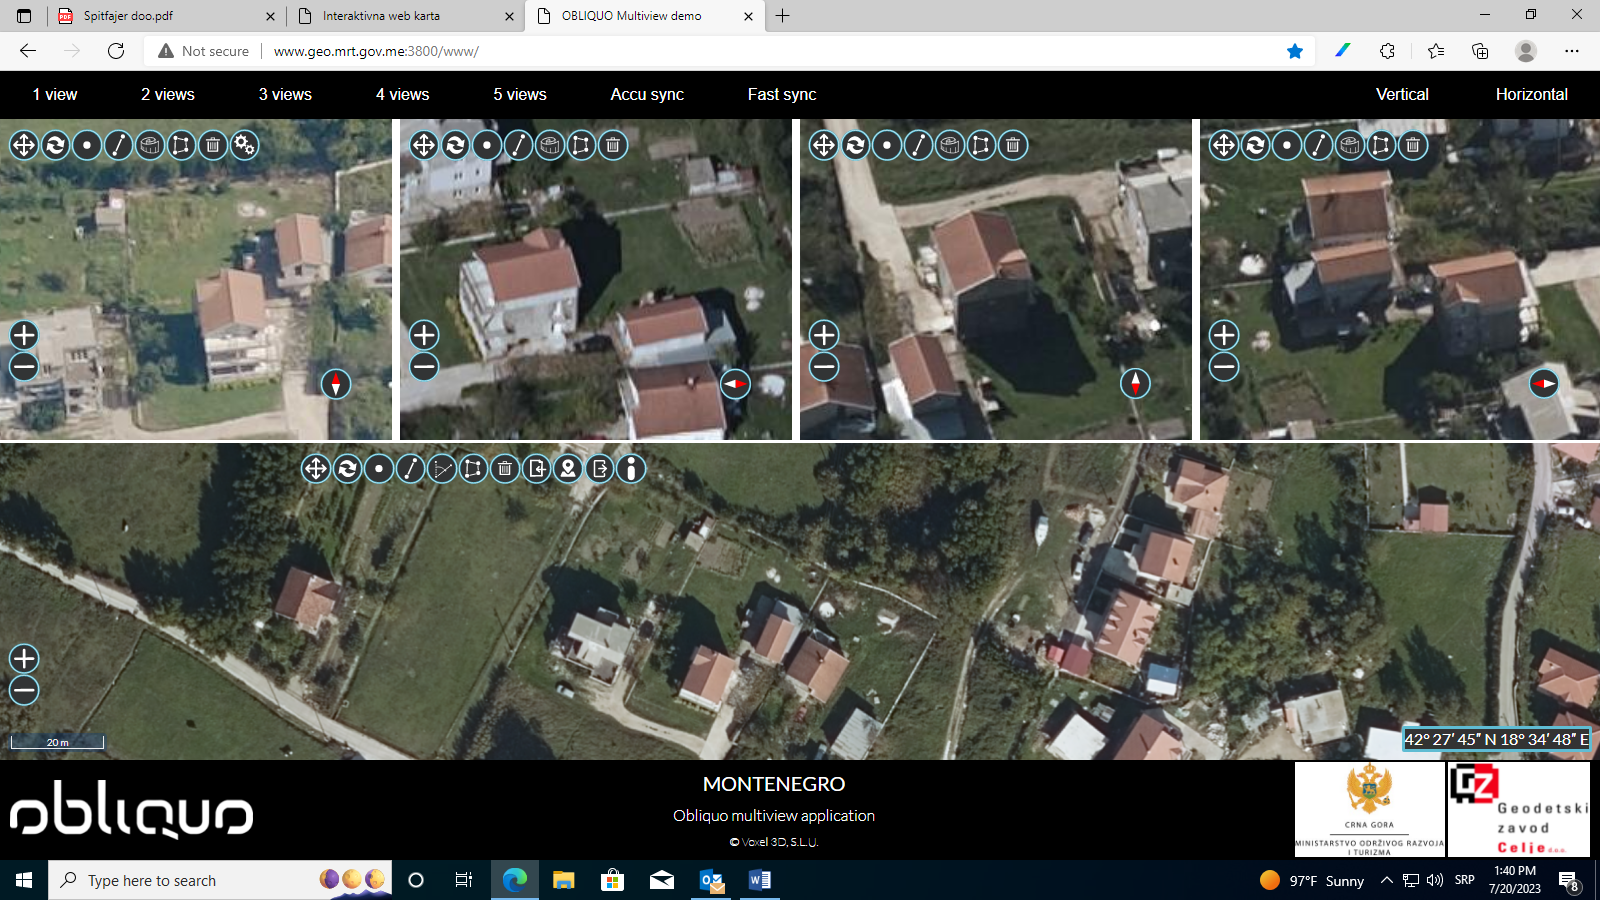 Spitfajer doo.pdf
Interaktivna web karta
OBLIQUO Multiview demo
Not secure
www.geo.mrt.gov.me:3800/www/
1 view 2 views 3 views 4 views 5 views Accu sync Fast sync Vertical Horizontal
20 m
42° 27′ 45″ N 18° 34′ 48″ E
obliquo
MONTENEGRO
Obliquo multiview application
© Voxel 3D, S.L.U.
CRNA GORA
MINISTARSTVO ODRŽIVOG RAZVOJA
I TURIZMA
GZ
Geodetski
zavod
Celje d.o.o.
Type here to search
97°F Sunny
SRP
1:40 PM
7/20/2023
8